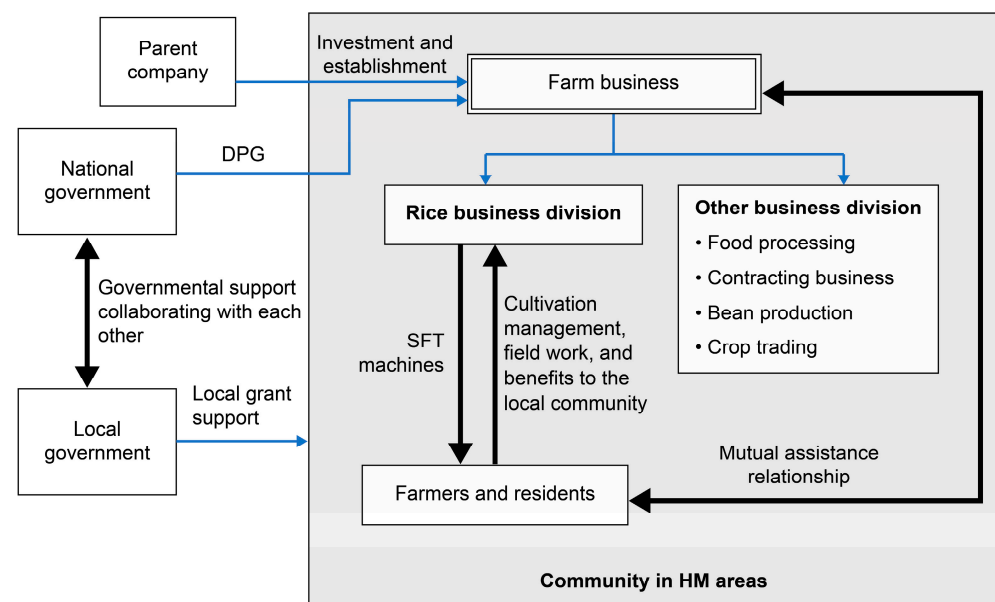 Parent
company
Investment and
establishment
Farm business
National
government
DPG
Rice business division
Other business division
• Food processing
• Contracting business
• Bean production
• Crop trading
Governmental support
collaborating with each
other
SFT
machines
Cultivation
management,
field work, and
benefits to the
local community
Local
government
Local grant
support
Farmers and residents
Mutual assistance
relationship
Community in HM areas